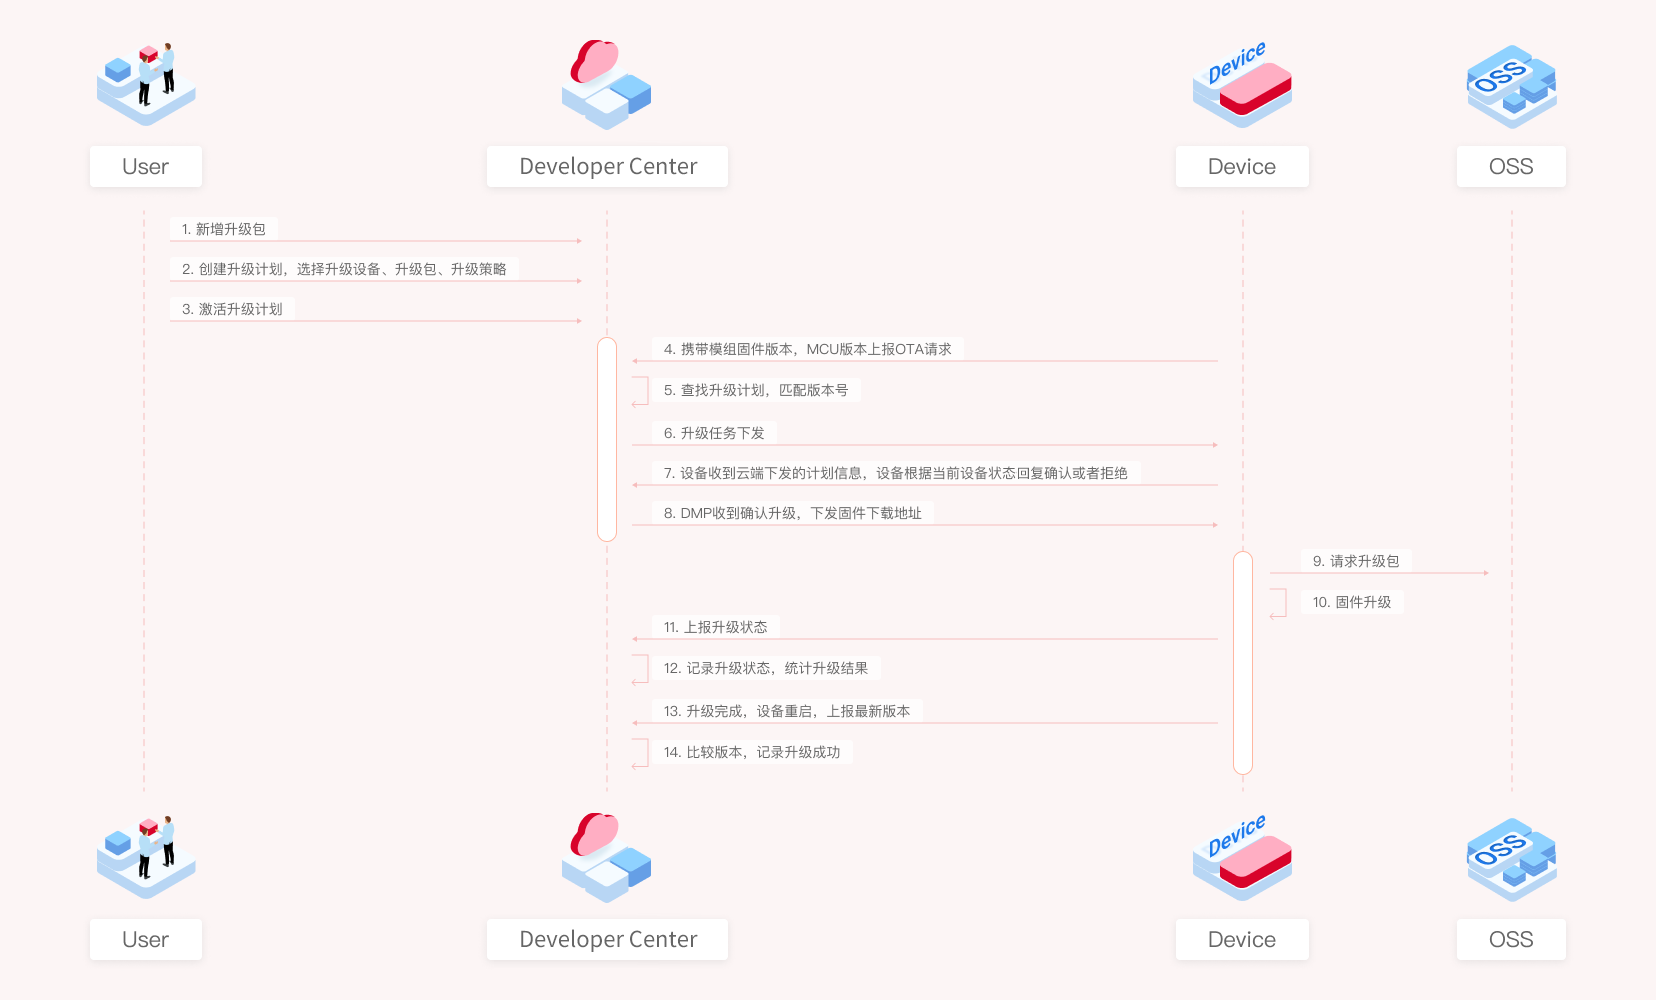 Device
OSS
User
Developer Center
Device
OSS
1. 新增升级包
2. 创建升级计划，选择升级设备、升级包、升级策略
3. 激活升级计划
4. 携带模组固件版本，MCU版本上报OTA请求
5. 查找升级计划，匹配版本号
6. 升级任务下发
7. 设备收到云端下发的计划信息，设备根据当前设备状态回复确认或者拒绝
8. DMP收到确认升级，下发固件下载地址
9. 请求升级包
10. 固件升级
11. 上报升级状态
12. 记录升级状态，统计升级结果
13. 升级完成，设备重启，上报最新版本
14. 比较版本，记录升级成功
Device
OSS
User
Developer Center
Device
OSS